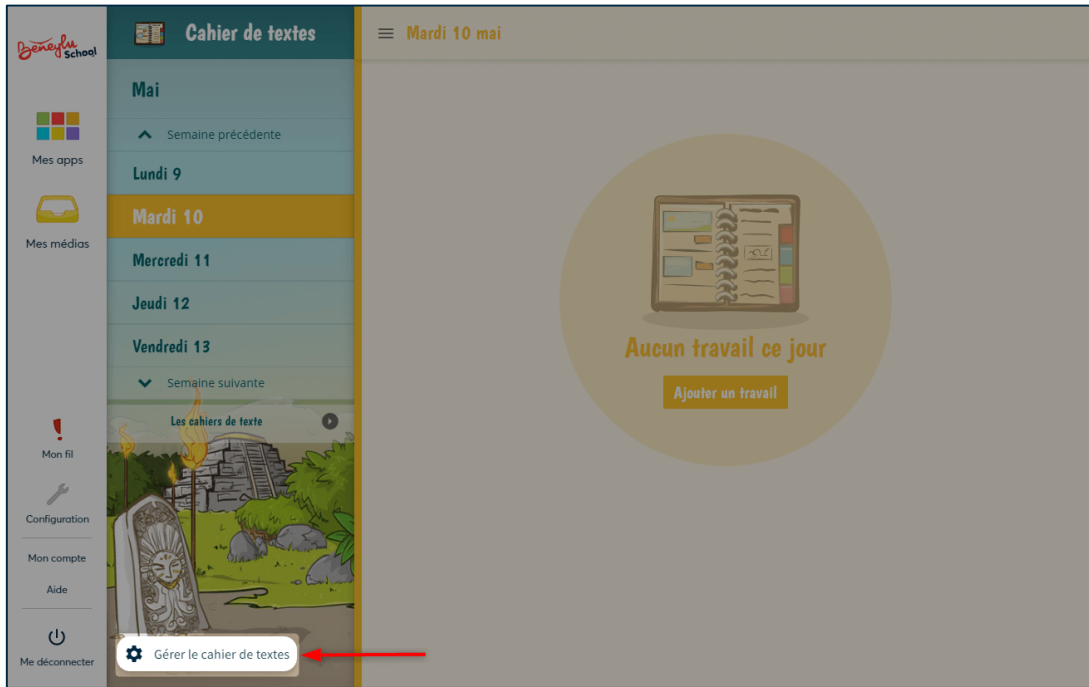 Beneylu
School
Mes apps
Mes médias
Mon fil
Configuration
Mon compte
Aide
Me déconnecter
Cahier de textes
Mai
Semaine précédente
Lundi 9
Mardi 10
Mercredi 11
Jeudi 12
Vendredi 13
Semaine suivante
Les cahiers de texte
Gérer le cahier de textes
Mardi 10 mai
Aucun travail ce jour
Ajouter un travail